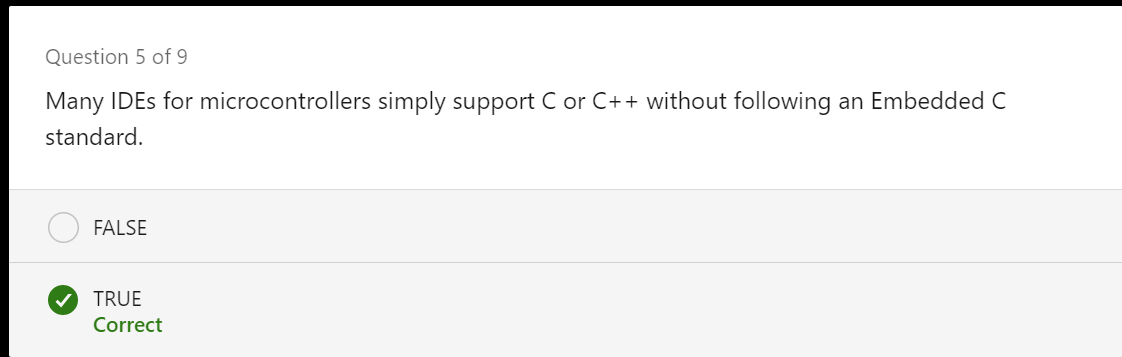 Question 5 of 9
Many IDEs for microcontrollers simply support C or C++ without following an Embedded C
standard.
FALSE
TRUE
Correct